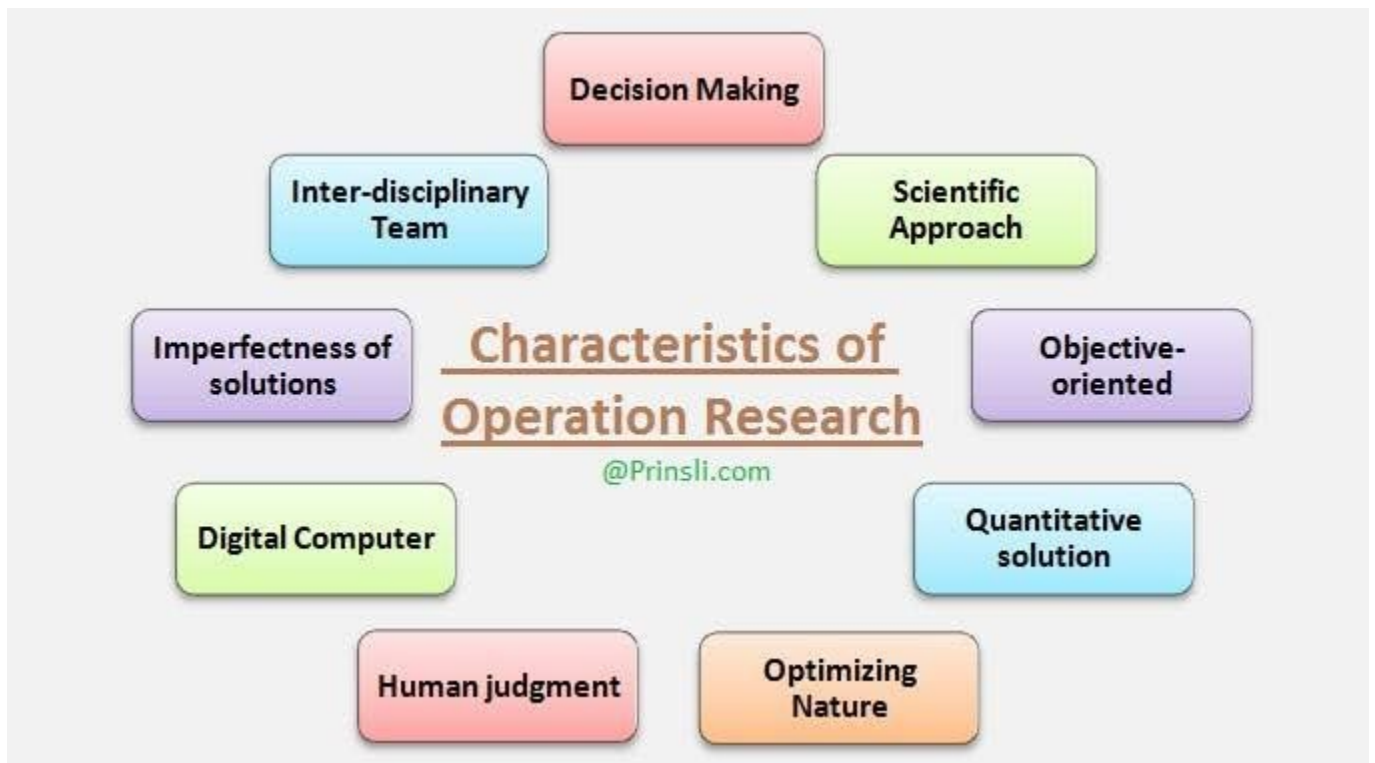 Decision Making
Inter-disciplinary
Team
Scientific
Approach
Imperfectness of
solutions
Characteristics of
Operation Research
@Prinsli.com
Objective-
oriented
Digital Computer
Quantitative
solution
Human judgment
Optimizing
Nature